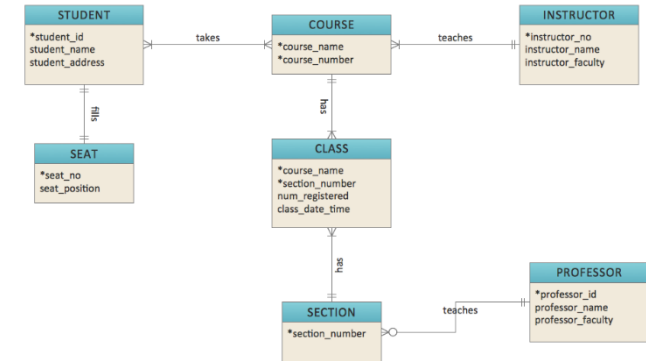 STUDENT
*student_id
student_name
student_address
takes
COURSE
*course_name
*course_number
teaches
INSTRUCTOR
*instructor_no
instructor_name
instructor_faculty
fills
has
SEAT
*seat_no
seat_position
CLASS
*course_name
*section_number
num_registered
class_date_time
has
SECTION
*section_number
teaches
PROFESSOR
*professor_id
professor_name
professor_faculty